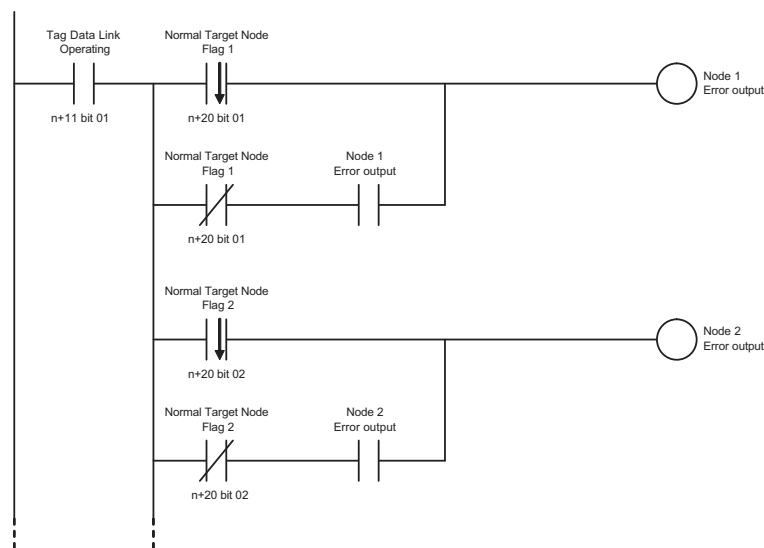 Tag Data Link
Operating
n+11 bit 01
Normal Target Node
Flag 1
n+20 bit 01
Node 1
Error output
Normal Target Node
Flag 1
n+20 bit 01
Node 1
Error output
Normal Target Node
Flag 2
n+20 bit 02
Node 2
Error output
Normal Target Node
Flag 2
n+20 bit 02
Node 2
Error output